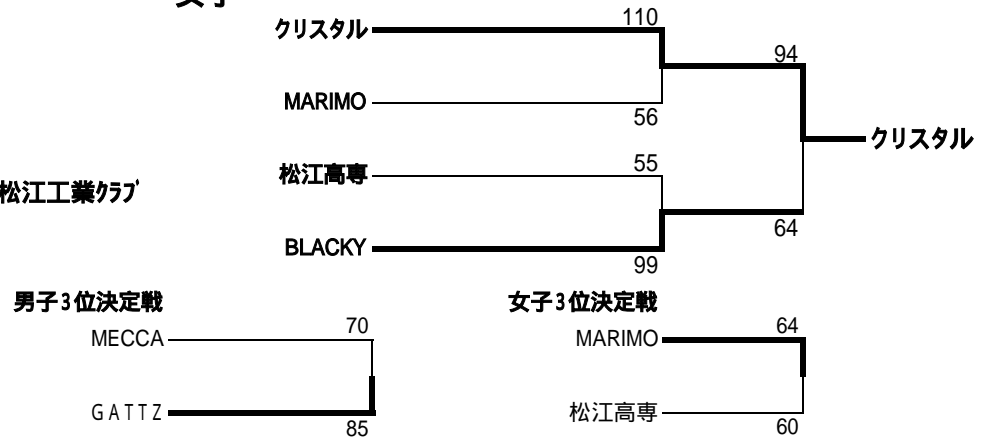 女子
クリスタル
110
94
MARIMO
56
クリスタル
松江高専
55
松江工業ｸﾗﾌﾞ
64
BLACKY
99
男子3位決定戦
女子3位決定戦
MECCA
70
MARIMO
64
ＧＡＴＴＺ
85
松江高専
60